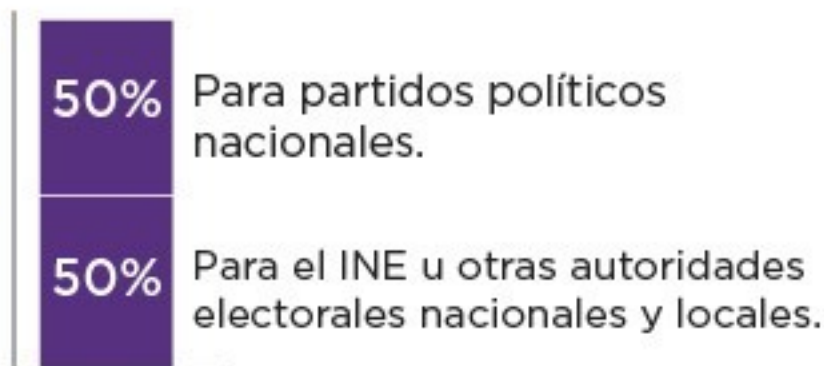 50% Para partidos políticos
nacionales.
50% Para el INE u otras autoridades
electorales nacionales y locales.